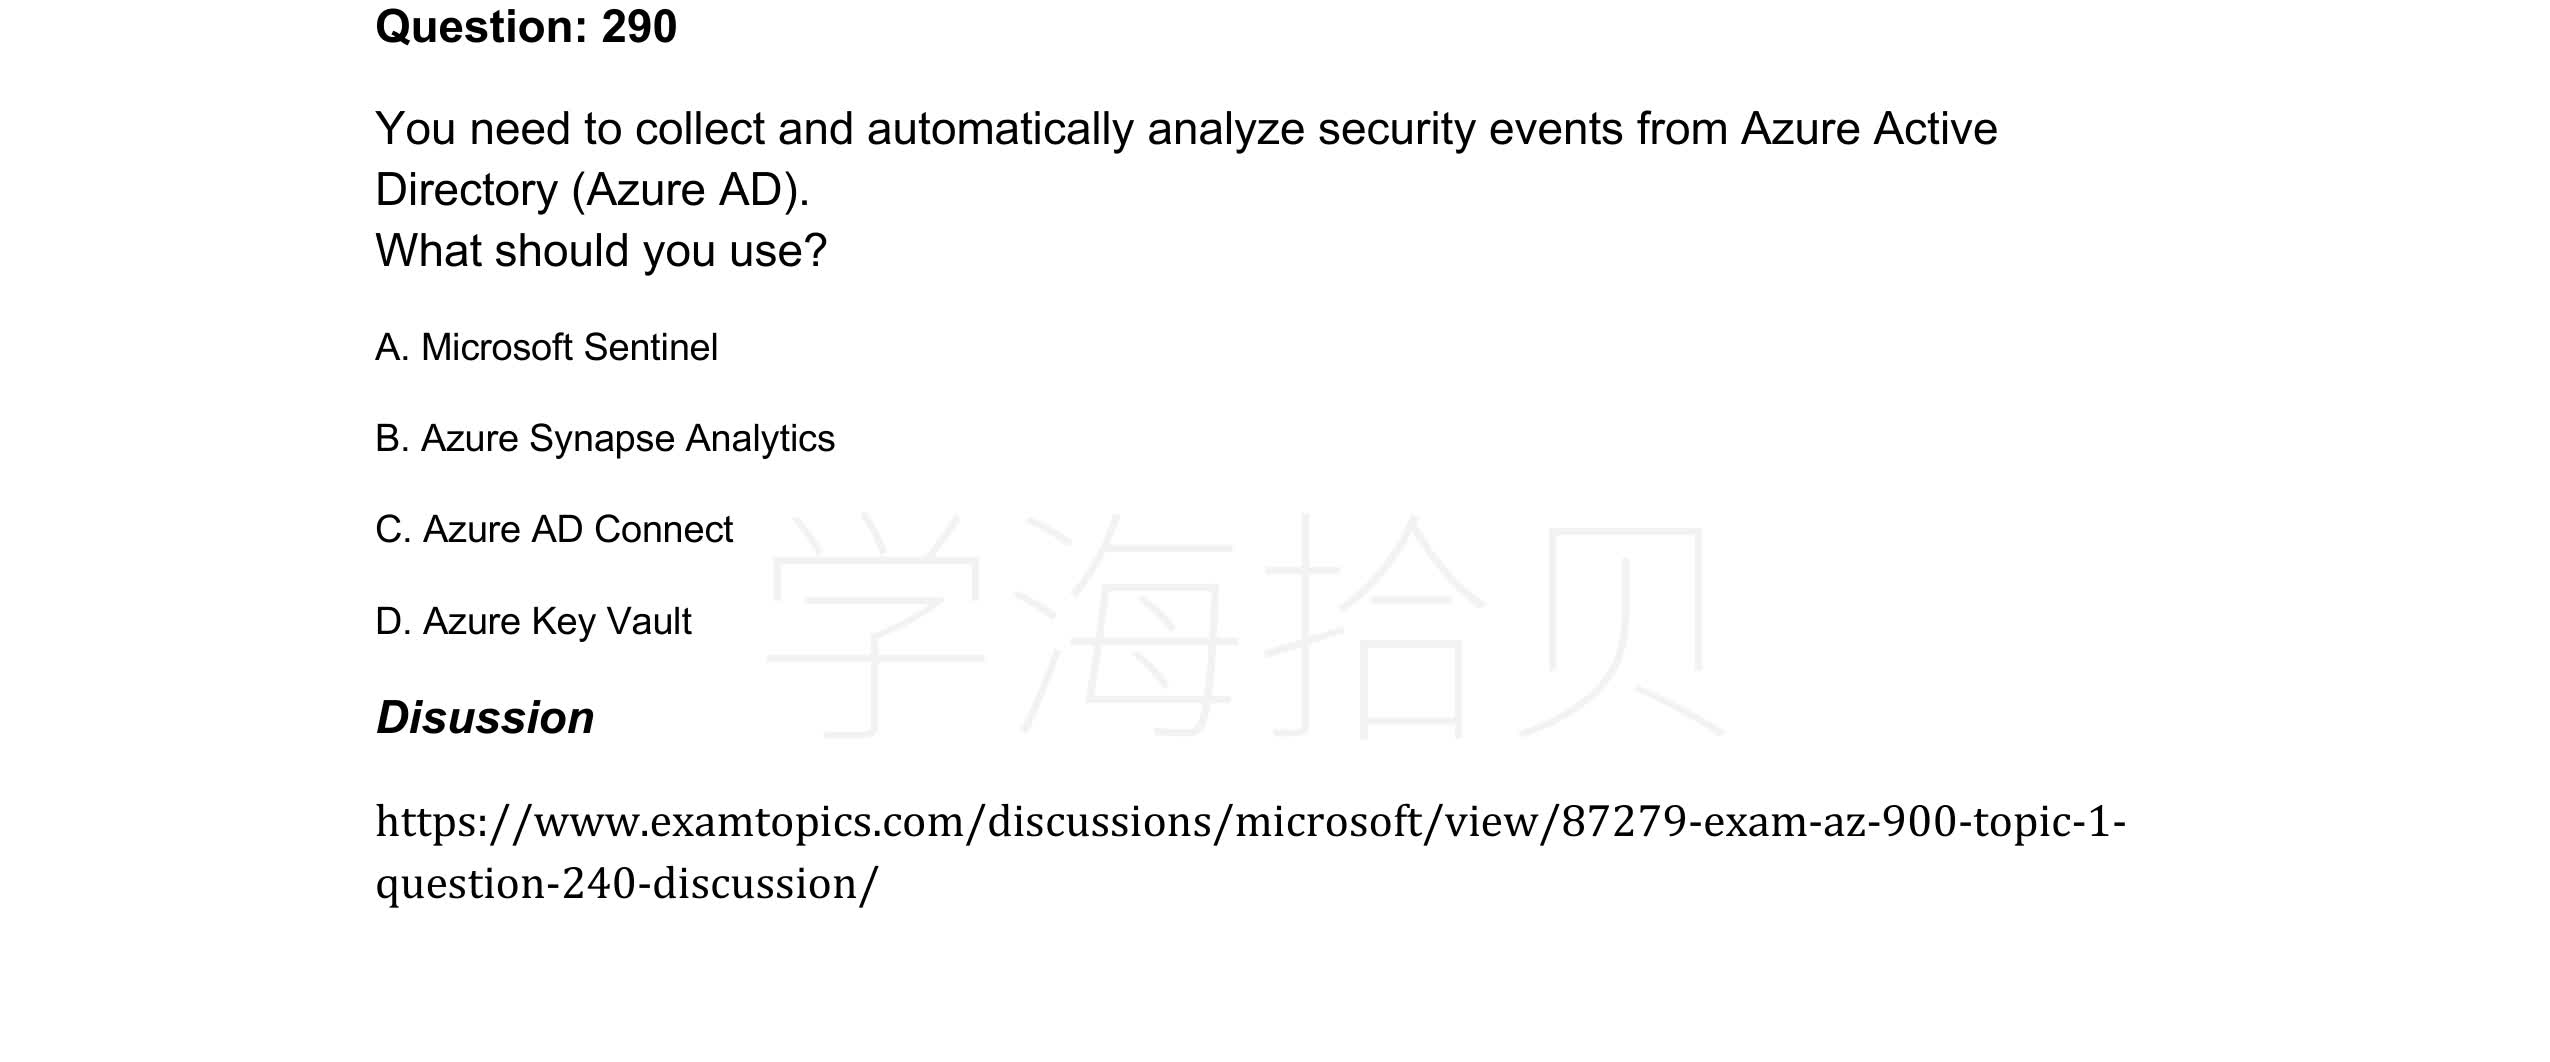 Question: 290
You need to collect and automatically analyze security events from Azure Active
Directory (Azure AD).
What should you use?
A. Microsoft Sentinel
B. Azure Synapse Analytics
C. Azure AD Connect
D. Azure Key Vault
学海拾贝
Disussion
https://www.examtopics.com/discussions/microsoft/view/87279-exam-az-900-topic-1-
question-240-discussion/